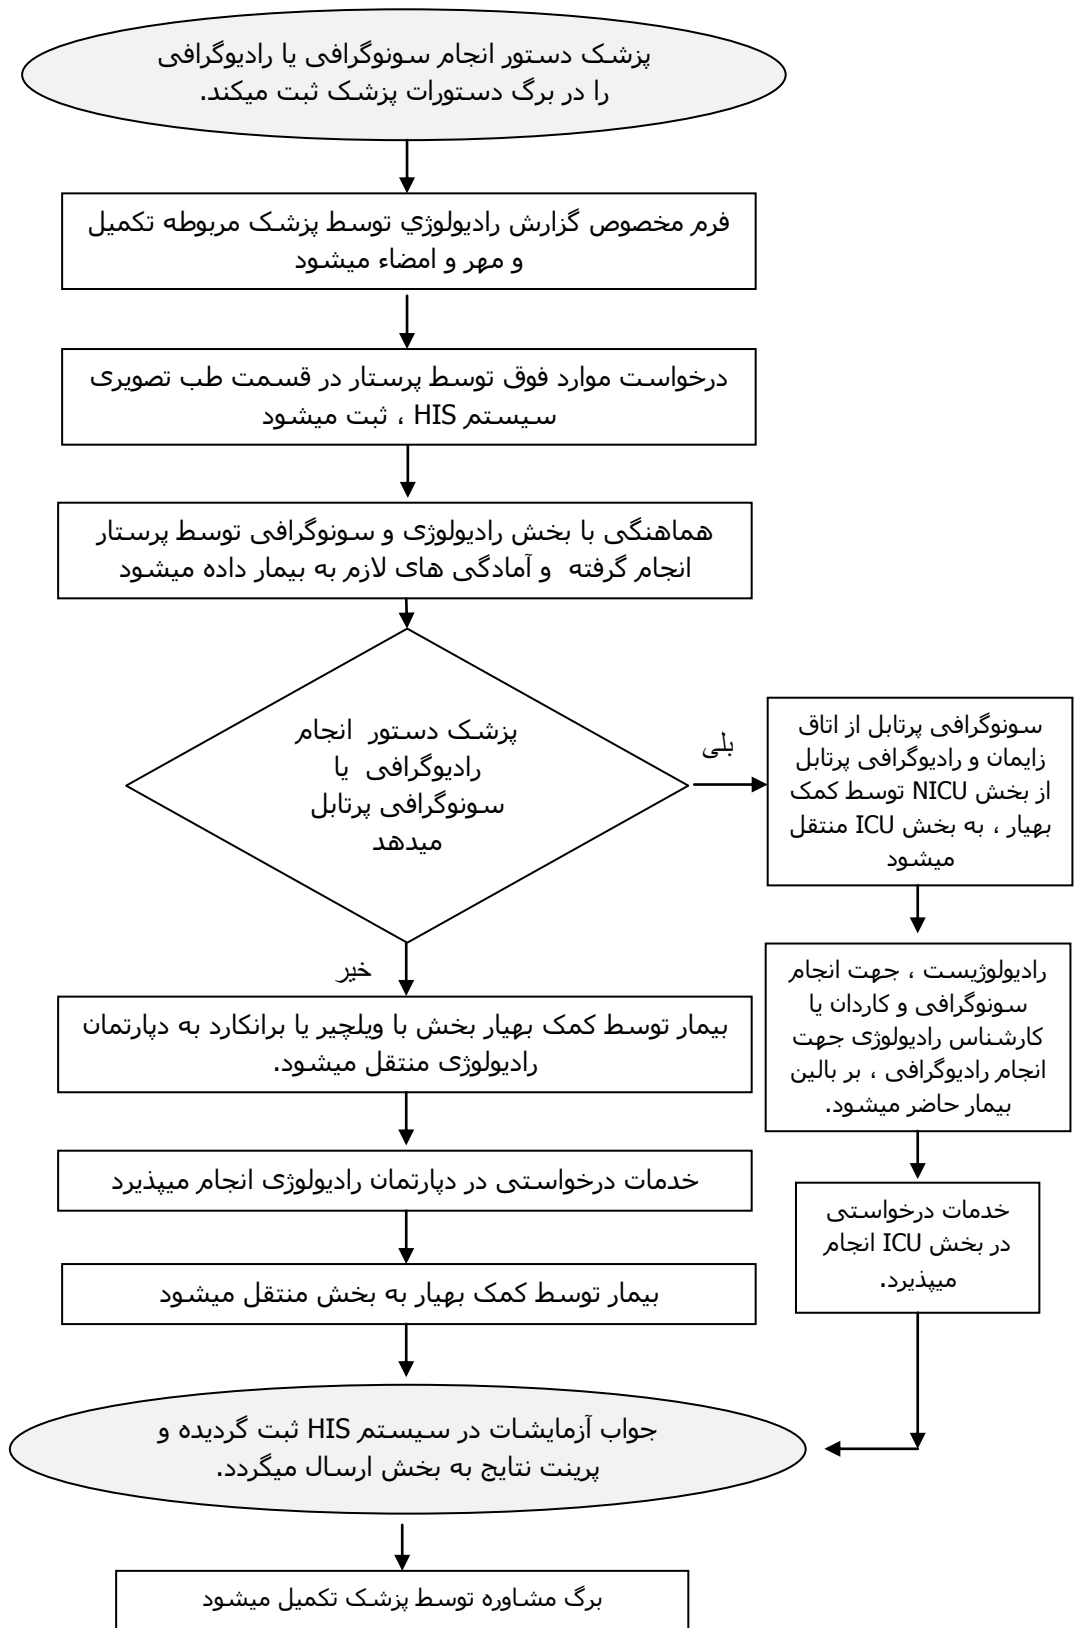 پزشک دستور انجام سونوگرافی یا رادیوگرافی
را در برگ دستورات پزشک ثبت میکند.
فرم مخصوص گزارش رادیولوژي توسط پزشک مربوطه تکمیل
و مهر و امضاء میشود
درخواست موارد فوق توسط پرستار در قسمت طب تصویری
سیستم HIS ، ثبت میشود
هماهنگی با بخش رادیولوژی و سونوگرافی توسط پرستار
انجام گرفته و آمادگی های لازم به بیمار داده میشود
پزشک دستور انجام
رادیوگرافی یا
سونوگرافی پرتابل
میدهد
بلی
سونوگرافی پرتابل از اتاق
زایمان و رادیوگرافی پرتابل
از بخش NICU توسط کمک
بهیار ، به بخش ICU منتقل
میشود
رادیولوژیست ، جهت انجام
سونوگرافی و کاردان یا
کارشناس رادیولوژی جهت
انجام رادیوگرافی ، بر بالین
بیمار حاضر میشود.
خدمات درخواستی
در بخش ICU انجام
میپذیرد.
خیر
بیمار توسط کمک بهیار بخش با ویلچیر یا برانکارد به دپارتمان
رادیولوژی منتقل میشود.
خدمات درخواستی در دپارتمان رادیولوژی انجام میپذیرد
بیمار توسط کمک بهیار به بخش منتقل میشود
جواب آزمایشات در سیستم HIS ثبت گردیده و
پرینت نتایج به بخش ارسال میگردد.
برگ مشاوره توسط پزشک تکمیل میشود